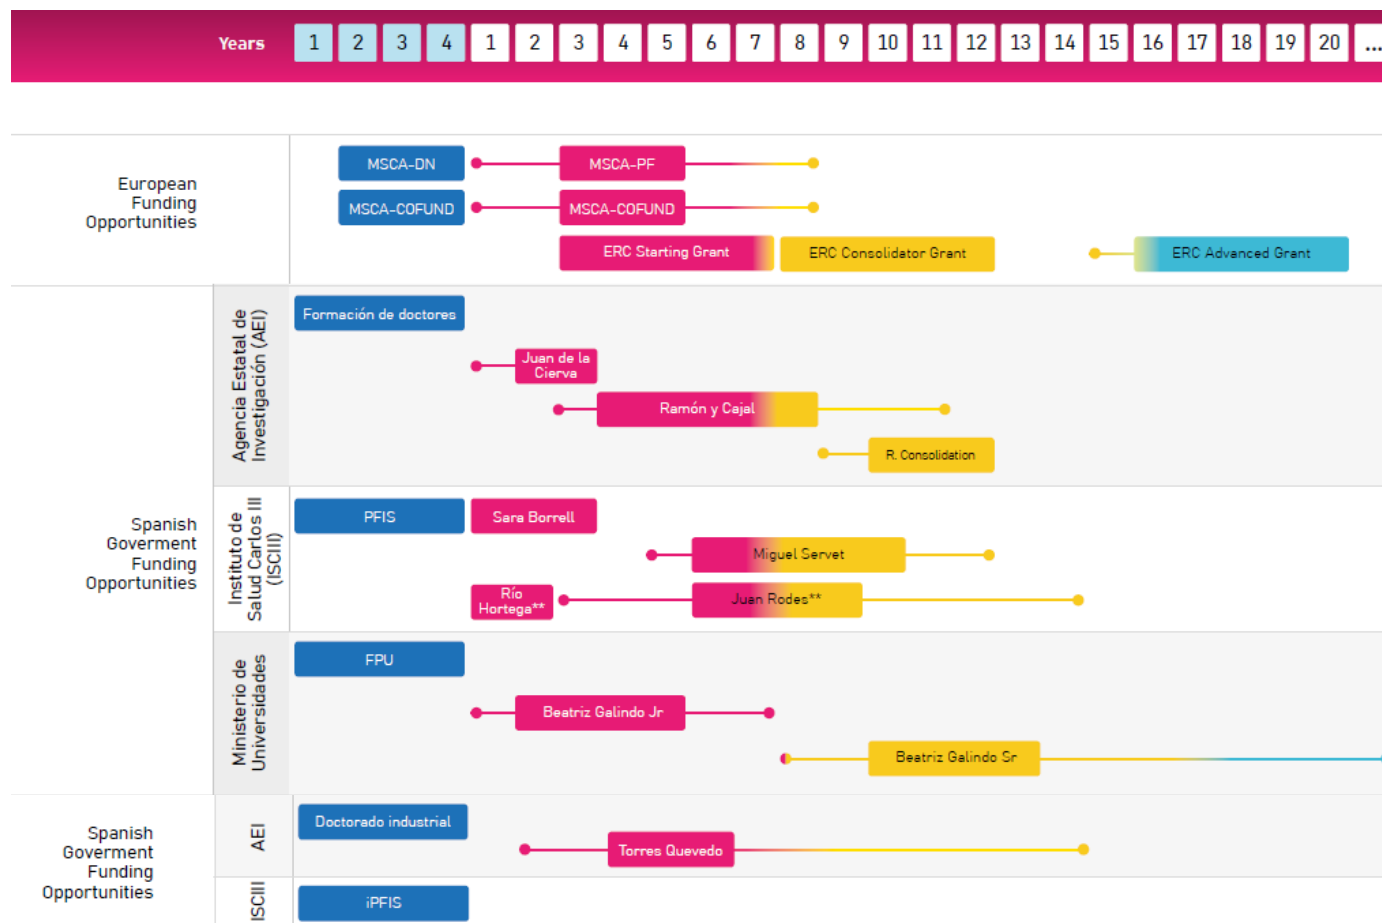 Years 1 2 3 4 1 2 3 4 5 6 7 8 9 10 11 12 13 14 15 16 17 18 19 20 ...
European
Funding
Opportunities
MSCA-DN MSCA-PF
MSCA-COFUND MSCA-COFUND
ERC Starting Grant ERC Consolidator Grant ERC Advanced Grant
Spanish
Goverment
Funding
Opportunities
Agencia Estatal de
Investigación (AEI)
Formación de doctores
Juan de la
Cierva
Ramón y Cajal
R. Consolidation
Instituto de
Salud Carlos III
(ISCIII)
PFIS Sara Borrell
Miguel Servet
Río
Hortega**
Juan Rodes**
Ministerio de
Universidades
FPU
Beatriz Galindo Jr
Beatriz Galindo Sr
Spanish
Goverment
Funding
Opportunities
AEI
Doctorado industrial
Torres Quevedo
ISCIII
iPFIS